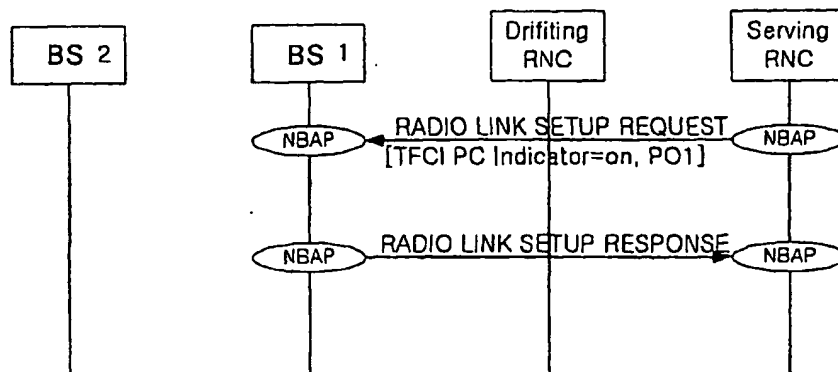 BS 2
BS 1
Drifiting
RNC
Serving
RNC
NBAP
RADIO LINK SETUP REQUEST
NBAP
[TFCI PC Indicator=on, PO1]
NBAP
RADIO LINK SETUP RESPONSE
NBAP